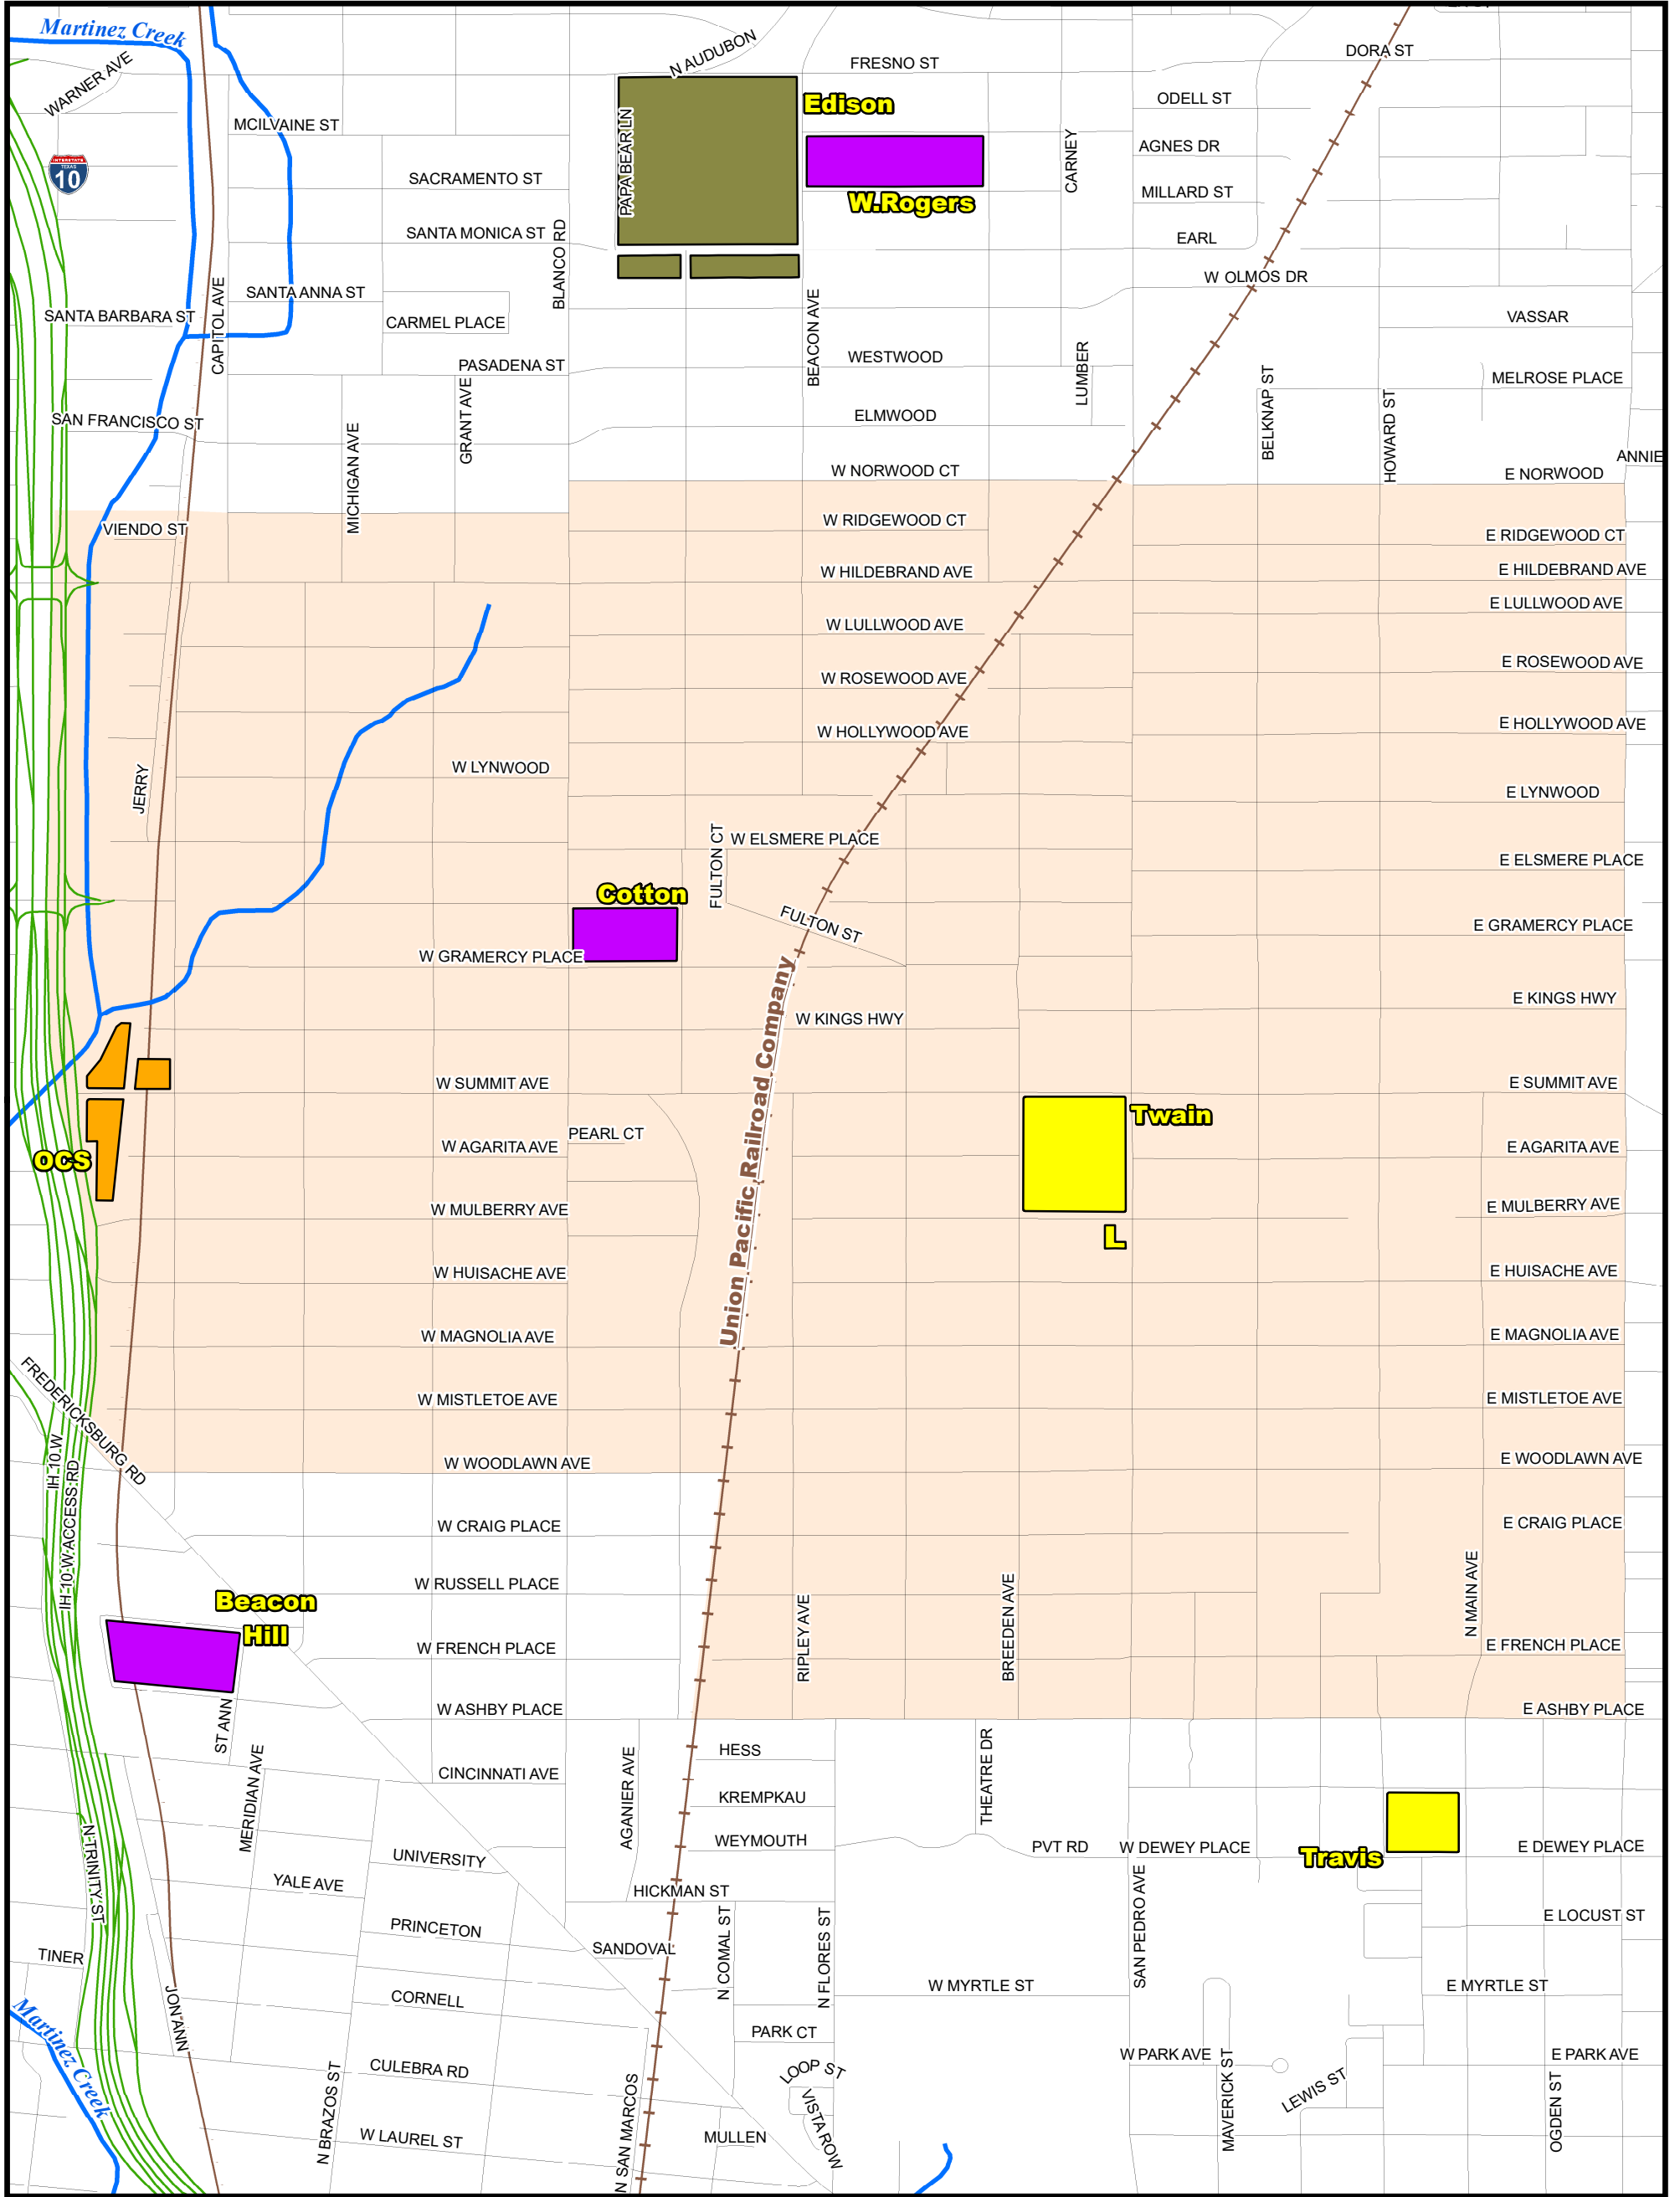 Martinez Creek
WARNER AVE
N AUDUBON
FRESNO ST
DORA ST
Edison
ODELL ST
MCILVAINE ST
PAPA BEAR LN
CARNEY
AGNES DR
INTERSTATE
TEXAS
10
SACRAMENTO ST
W.Rogers
MILLARD ST
SANTA MONICA ST
BLANCO RD
EARL
W OLMOS DR
CAPITOL AVE
SANTA ANNA ST
SANTA BARBARA ST
CARMEL PLACE
BEACON AVE
VASSAR
PASADENA ST
WESTWOOD
LUMBER
MELROSE PLACE
SAN FRANCISCO ST
GRANT AVE
ELMWOOD
BELKNAP ST
HOWARD ST
MICHIGAN AVE
ANNIE
W NORWOOD CT
E NORWOOD
VIENDO ST
W RIDGEWOOD CT
E RIDGEWOOD CT
W HILDEBRAND AVE
E HILDEBRAND AVE
E LULLWOOD AVE
W LULLWOOD AVE
E ROSEWOOD AVE
W ROSEWOOD AVE
E HOLLYWOOD AVE
W HOLLYWOOD AVE
JERRY
W LYNWOOD
E LYNWOOD
FULTON CT
W ELSMERE PLACE
E ELSMERE PLACE
Cotton
FULTON ST
E GRAMERCY PLACE
W GRAMERCY PLACE
E KINGS HWY
W KINGS HWY
Union Pacific Railroad Company
W SUMMIT AVE
E SUMMIT AVE
Twain
PEARL CT
W AGARITA AVE
E AGARITA AVE
OCS
W MULBERRY AVE
E MULBERRY AVE
L
W HUISACHE AVE
E HUISACHE AVE
W MAGNOLIA AVE
E MAGNOLIA AVE
FREDERICKSBURG RD
W MISTLETOE AVE
E MISTLETOE AVE
IH 10 W
IH 10 W ACCESS RD
W WOODLAWN AVE
E WOODLAWN AVE
W CRAIG PLACE
E CRAIG PLACE
W RUSSELL PLACE
Beacon
Hill
RIPLEY AVE
BREEDEN AVE
N MAIN AVE
W FRENCH PLACE
E FRENCH PLACE
ST ANN
W ASHBY PLACE
E ASHBY PLACE
MERIDIAN AVE
AGANIER AVE
HESS
THEATRE DR
CINCINNATI AVE
KREMPKAU
N TRINITY ST
UNIVERSITY
WEYMOUTH
PVT RD
W DEWEY PLACE
Travis
E DEWEY PLACE
YALE AVE
HICKMAN ST
SAN PEDRO AVE
E LOCUST ST
PRINCETON
SANDOVAL
N COMAL ST
N FLORES ST
TINER
JON ANN
CORNELL
W MYRTLE ST
E MYRTLE ST
Martinez Creek
PARK CT
W PARK AVE
E PARK AVE
CULEBRA RD
LOOP ST
N BRAZOS ST
N SAN MARCOS
VISTA ROW
MAVERICK ST
LEWIS ST
OGDEN ST
W LAUREL ST
MULLEN